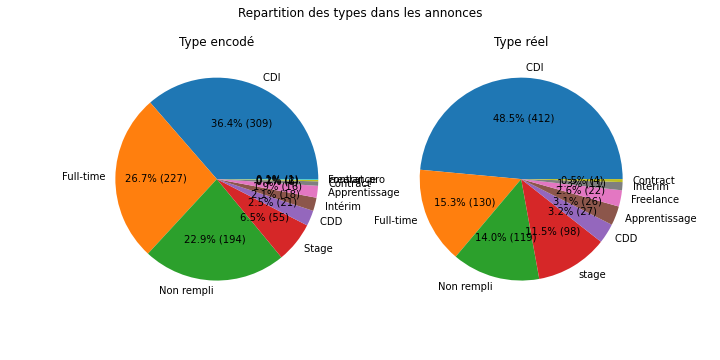 Repartition des types dans les annonces
Type encodé
CDI
36.4% (309)
Full-time
26.7% (227)
22.9% (194)
Non rempli
6.5% (55)
Stage
2.5% (21)
CDD
2.1% (18)
Intérim
Apprentissage
Contract
Type réel
CDI
48.5% (412)
Full-time
15.3% (130)
14.0% (119)
Non rempli
11.5% (98)
stage
3.2% (27)
CDD
3.1% (26)
Apprentissage
2.6% (22)
Freelance
Intérim
0.5% (4)
Contract